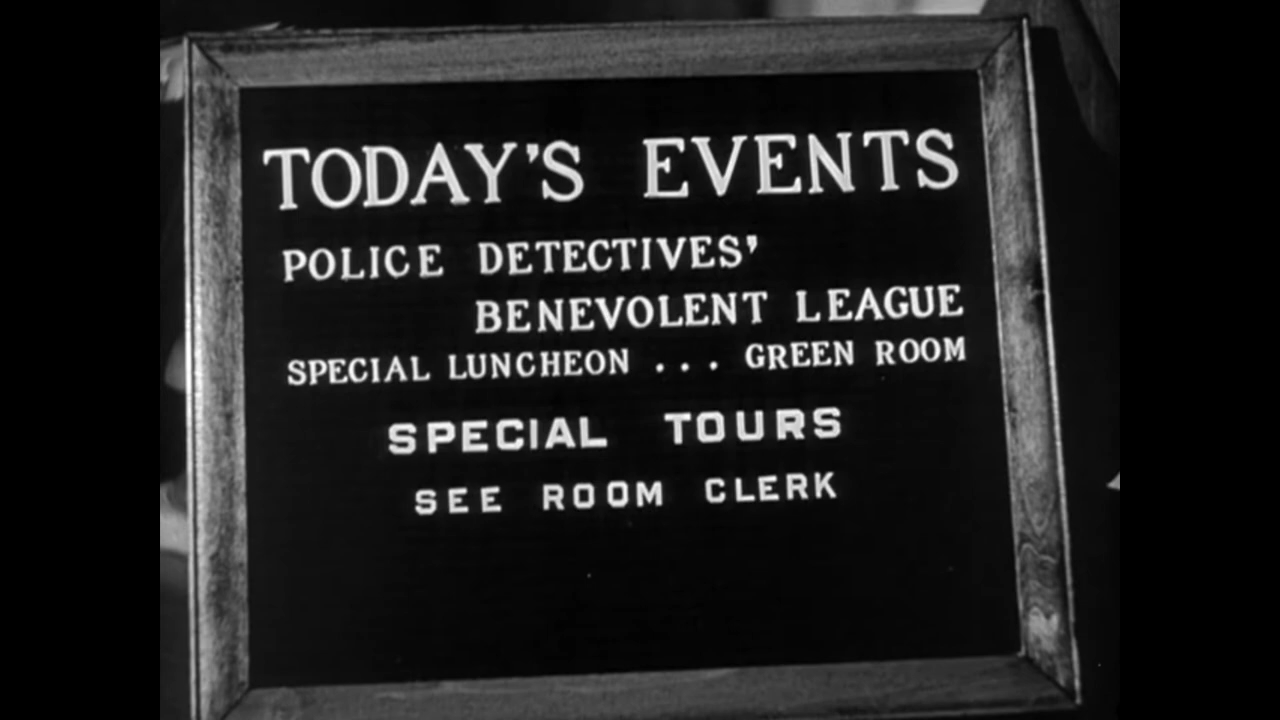 TODAY'S EVENTS
POLICE DETECTIVES'
BENEVOLENT LEAGUE
SPECIAL LUNCHEON . . . GREEN ROOM
SPECIAL TOURS
SEE ROOM CLERK